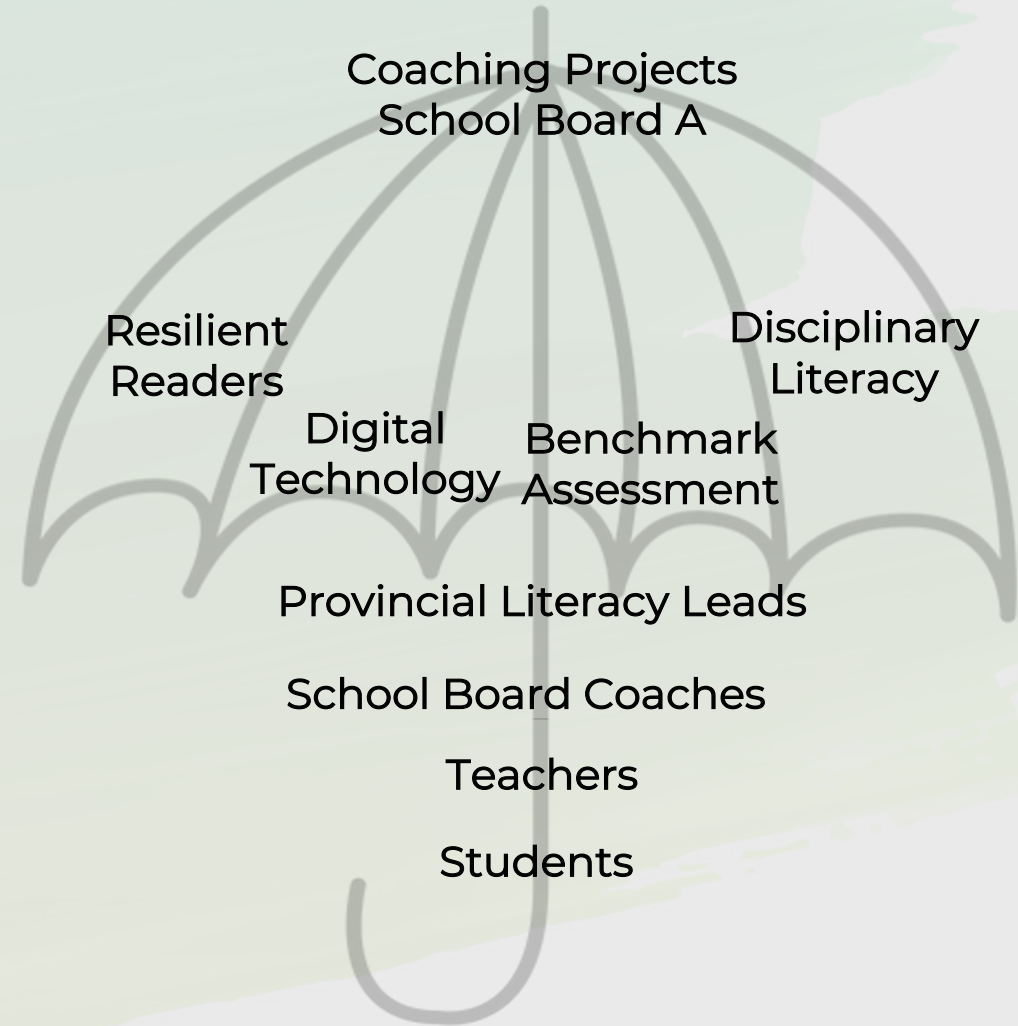 Coaching Projects
School Board A
Resilient
Readers
Disciplinary
Literacy
Digital
Technology
Benchmark
Assessment
Provincial Literacy Leads
School Board Coaches
Teachers
Students